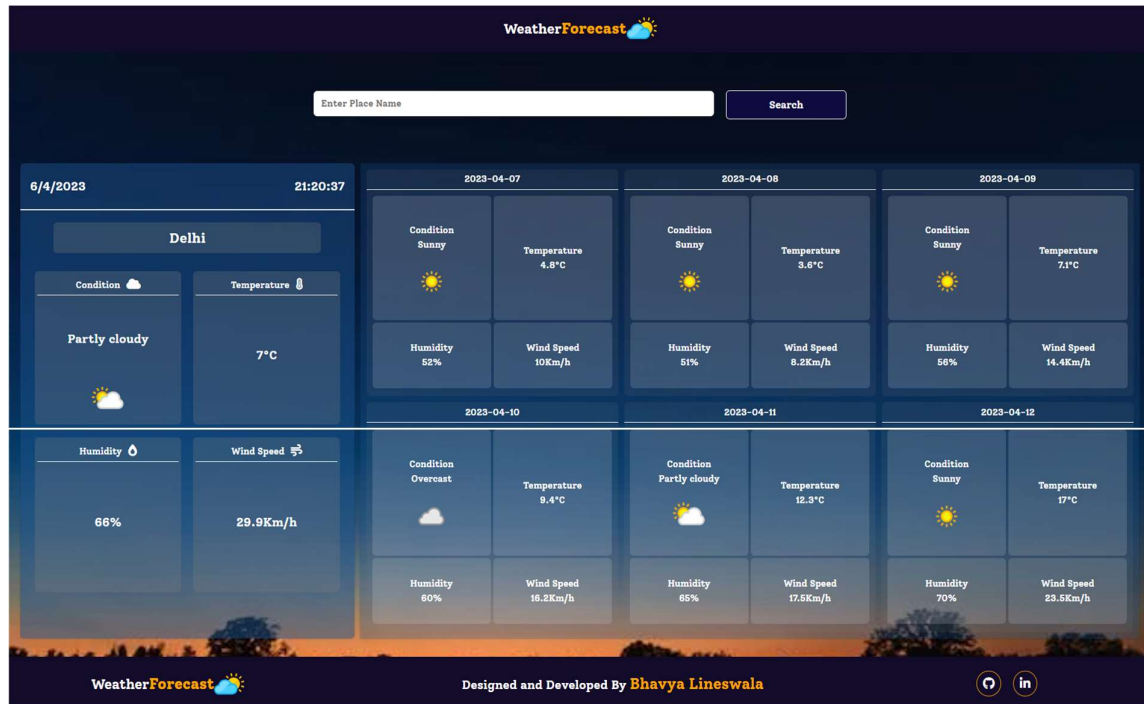 WeatherForecast
Enter Place Name
Search
6/4/2023
21:20:37
Delhi
Condition
Partly cloudy
Temperature
7°C
Humidity
66%
Wind Speed
29.9Km/h
2023-04-07
Condition
Sunny
Temperature
4.8°C
Humidity
52%
Wind Speed
10Km/h
2023-04-08
Condition
Sunny
Temperature
3.6°C
Humidity
51%
Wind Speed
8.2Km/h
2023-04-09
Condition
Sunny
Temperature
7.1°C
Humidity
56%
Wind Speed
14.4Km/h
2023-04-10
Condition
Overcast
Temperature
9.4°C
Humidity
60%
Wind Speed
16.2Km/h
2023-04-11
Condition
Partly cloudy
Temperature
12.3°C
Humidity
65%
Wind Speed
17.5Km/h
2023-04-12
Condition
Sunny
Temperature
17°C
Humidity
70%
Wind Speed
23.5Km/h
WeatherForecast
Designed and Developed By Bhavya Lineswala
in